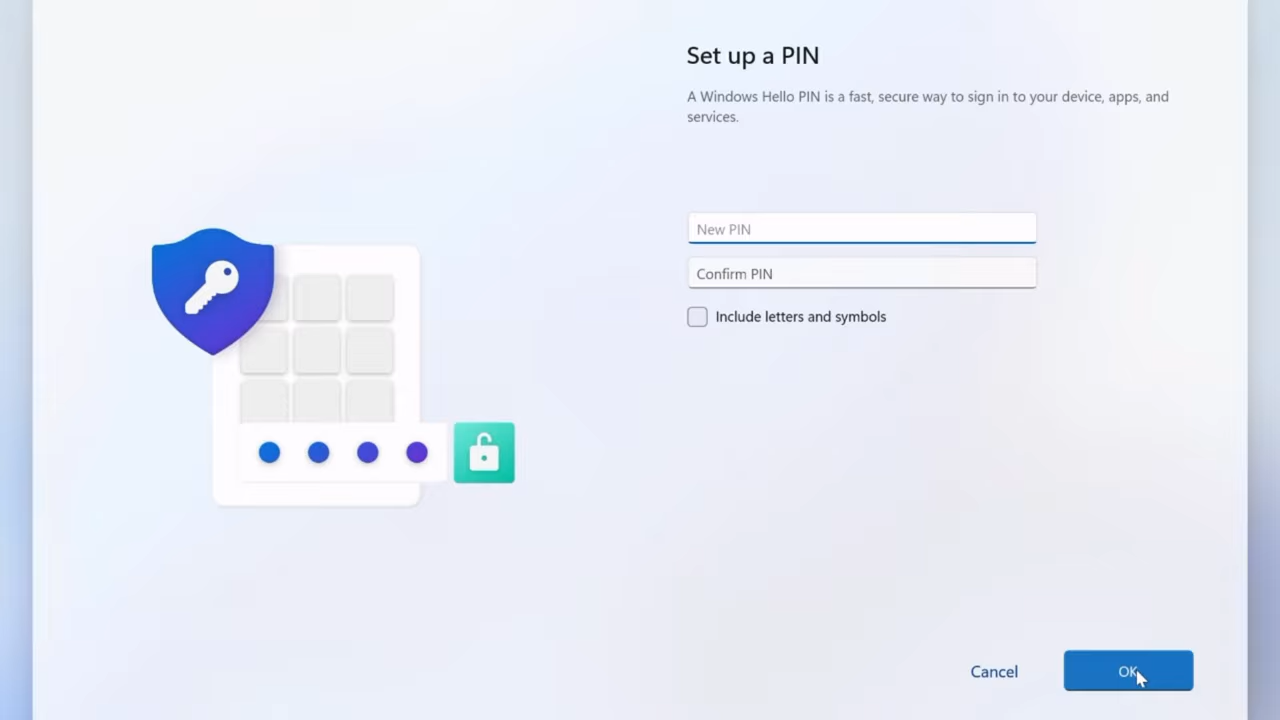 Set up a PIN
A Windows Hello PIN is a fast, secure way to sign in to your device, apps, and
services.
New PIN
Confirm PIN
Include letters and symbols
Cancel
OK